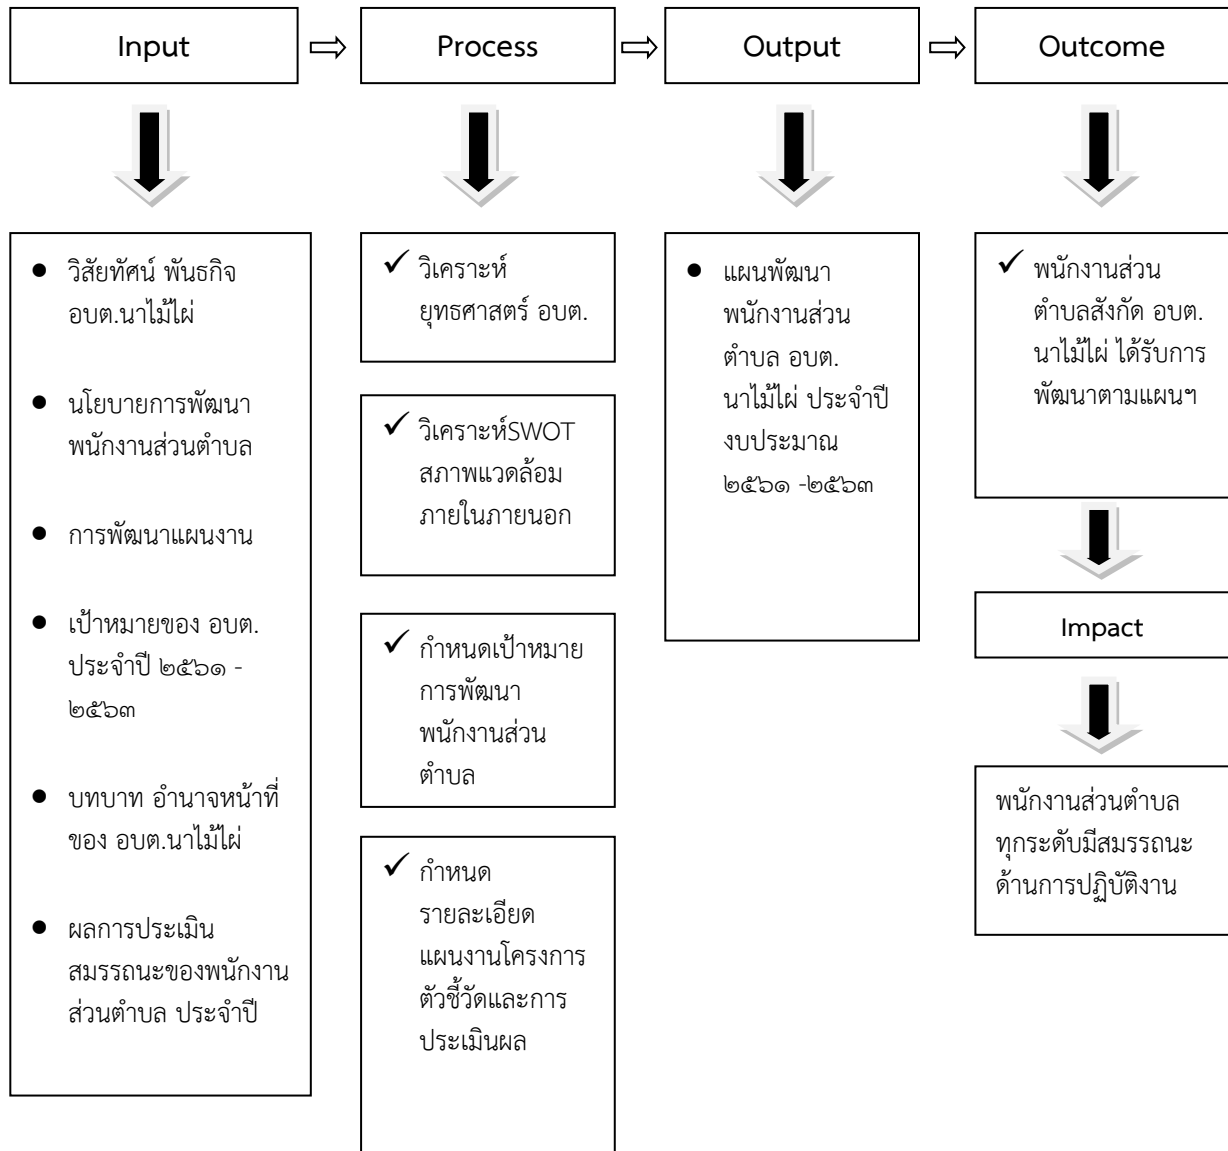 Input
Process
Output
Outcome
● วิสัยทัศน์ พันธกิจ
อบต.นาไม้ไผ่
● นโยบายการพัฒนา
พนักงานส่วนตำบล
● การพัฒนาแผนงาน
● เป้าหมายของ อบต.
ประจำปี ๒๕๖๑ -
๒๕๖๓
● บทบาท อำนาจหน้าที่
ของ อบต.นาไม้ไผ่
● ผลการประเมิน
สมรรถนะของพนักงาน
ส่วนตำบล ประจำปี
✓ วิเคราะห์
ยุทธศาสตร์ อบต.
✓ วิเคราะห์SWOT
สภาพแวดล้อม
ภายในภายนอก
✓ กำหนดเป้าหมาย
การพัฒนา
พนักงานส่วน
ตำบล
✓ กำหนด
รายละเอียด
แผนงานโครงการ
ตัวชี้วัดและการ
ประเมินผล
● แผนพัฒนา
พนักงานส่วน
ตำบล อบต.
นาไม้ไผ่ ประจำปี
งบประมาณ
๒๕๖๑ -๒๕๖๓
✓ พนักงานส่วน
ตำบลสังกัด อบต.
นาไม้ไผ่ ได้รับการ
พัฒนาตามแผนฯ
Impact
พนักงานส่วนตำบล
ทุกระดับมีสมรรถนะ
ด้านการปฏิบัติงาน